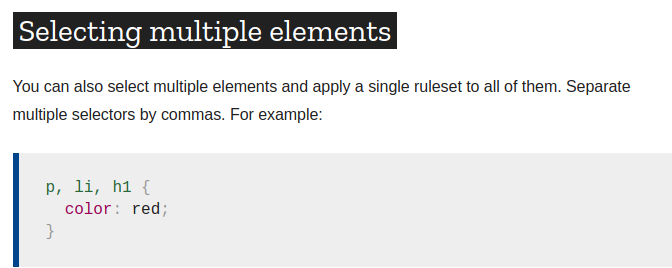 Selecting multiple elements
You can also select multiple elements and apply a single ruleset to all of them. Separate
multiple selectors by commas. For example:
p, li, h1 {
  color: red;
}